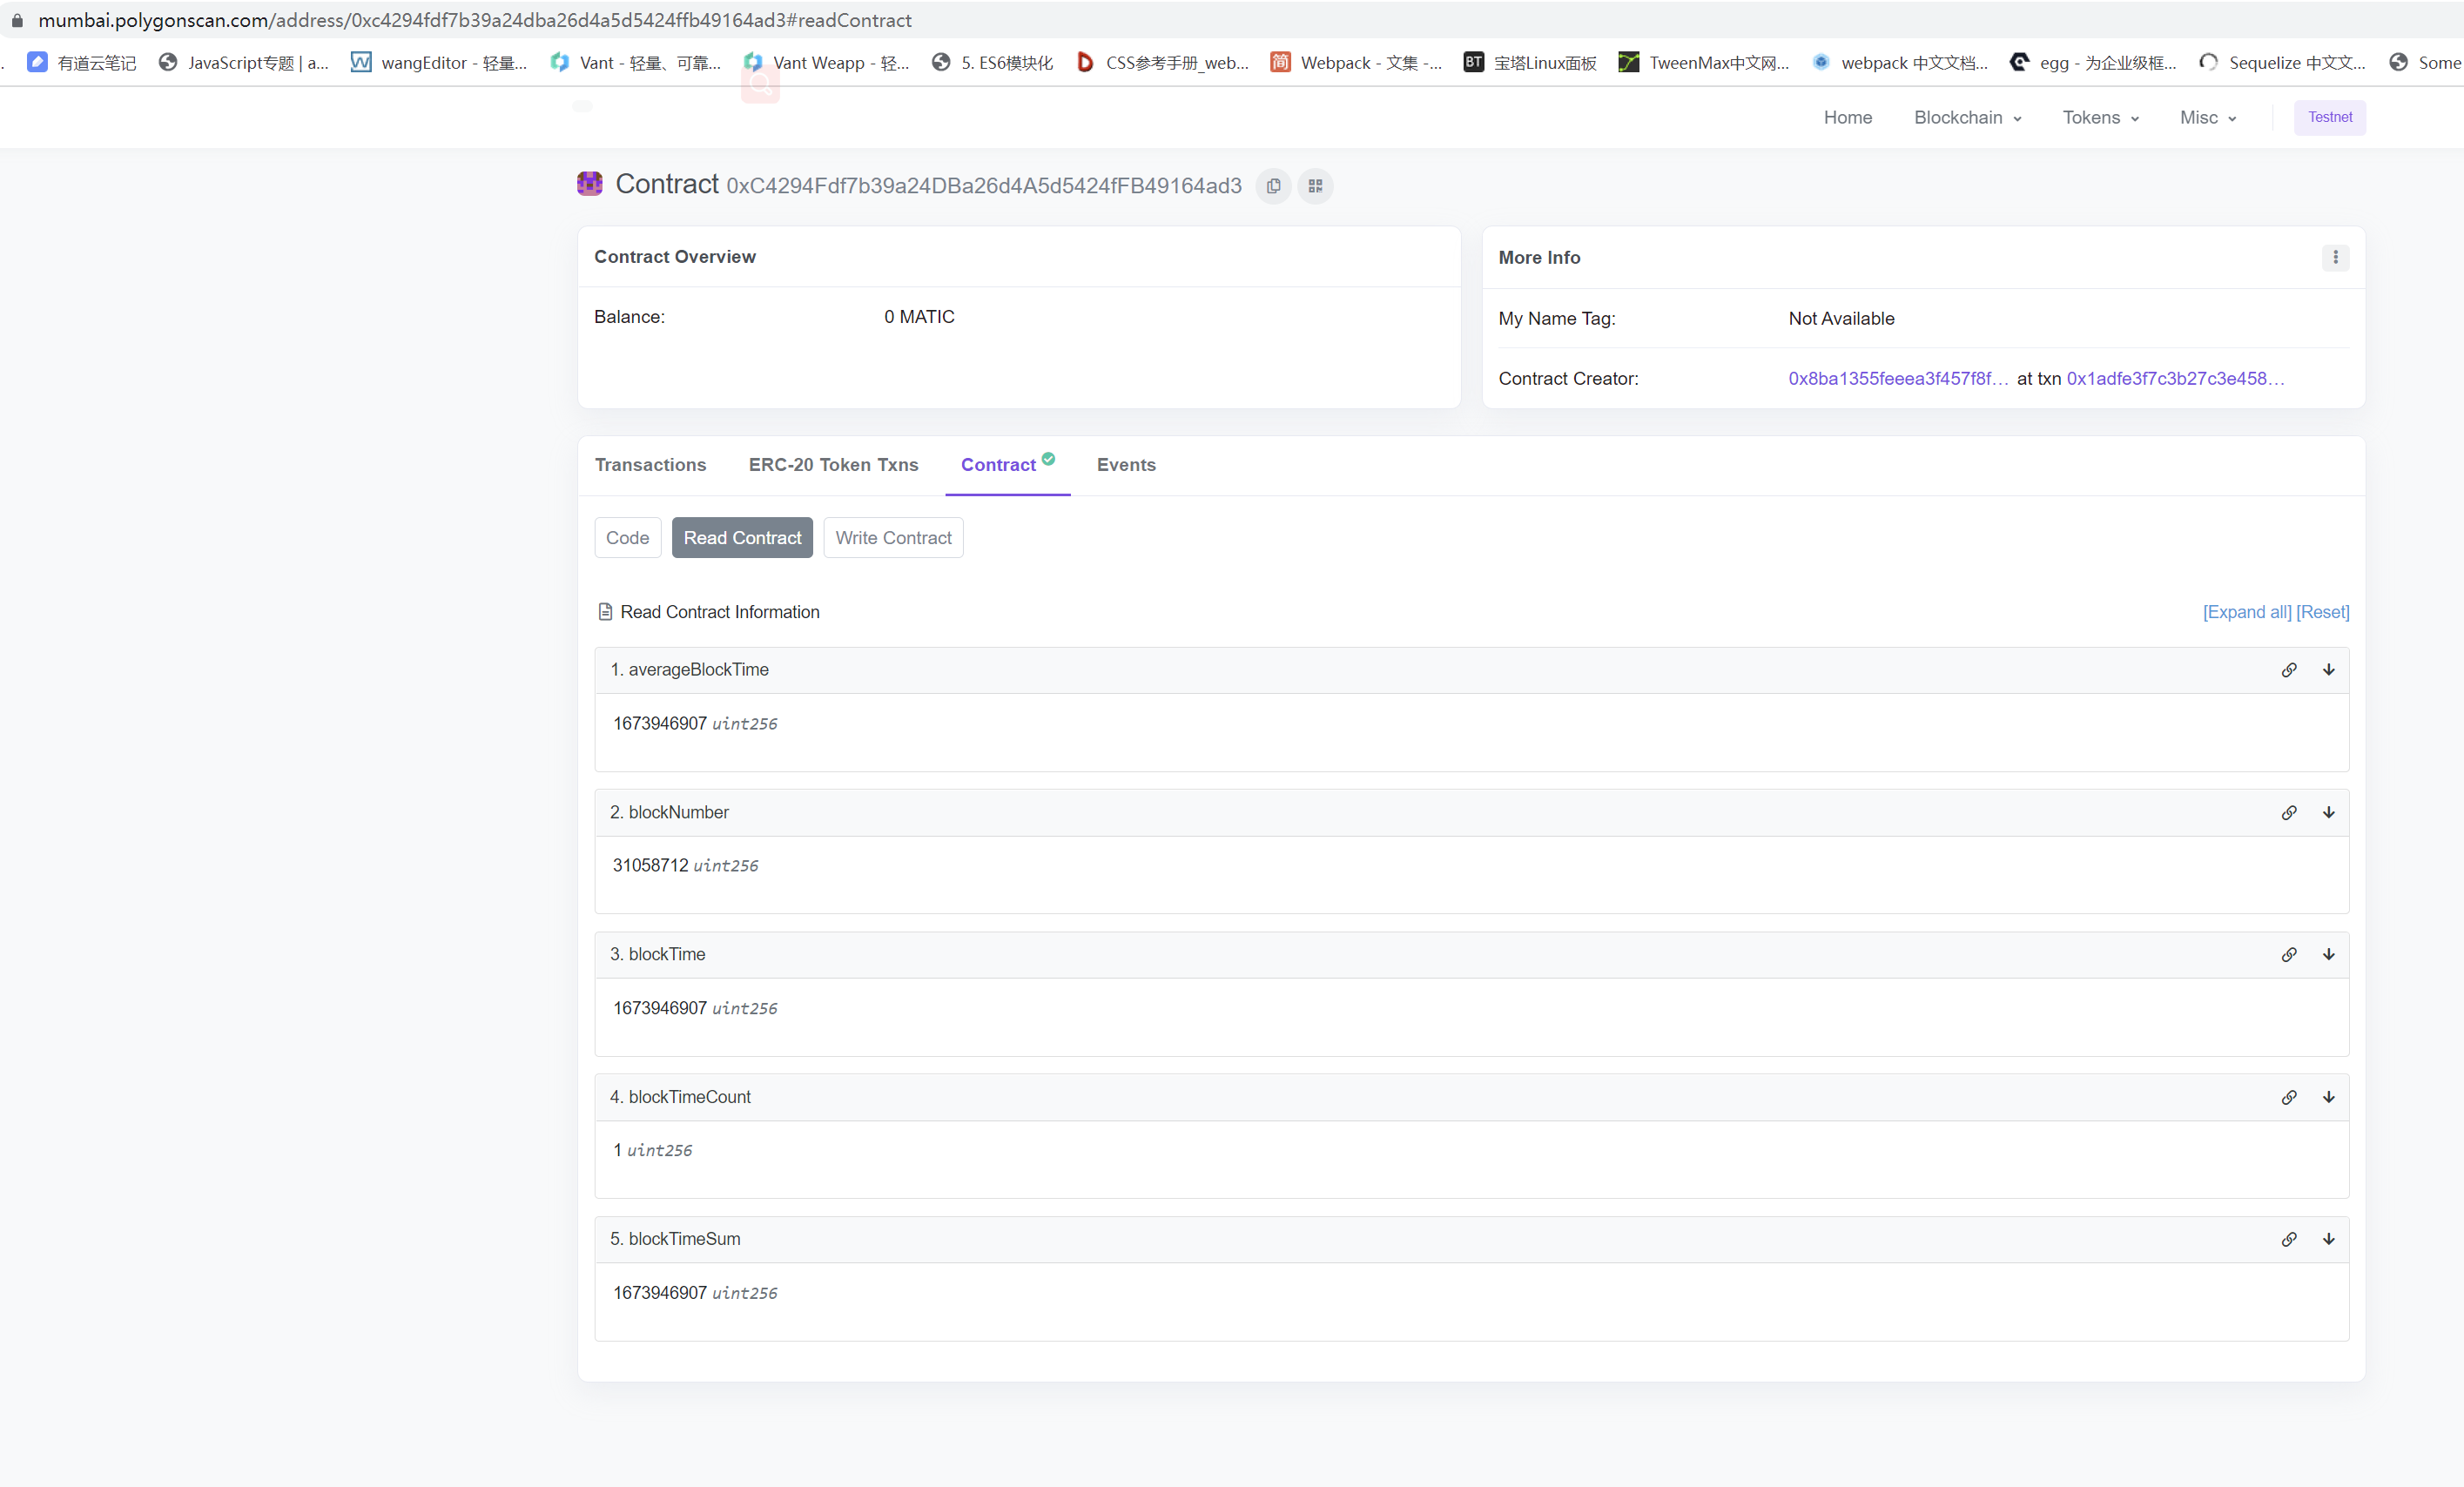 mumbai.polygonscan.com/address/0xc4294fdf7b39a24dba26d4a5d5424ffb49164ad3#readContract
有道云笔记 JavaScript专题 | a... wangEditor - 轻量... Vant - 轻量、可靠... Vant Weapp - 轻... 5. ES6模块化 CSS参考手册_web... 简 Webpack - 文集 -... BT 宝塔Linux面板 TweenMax中文网... webpack 中文文档... egg - 为企业级框... Sequelize 中文文... Some
Home Blockchain Tokens Misc Testnet
Contract 0xC4294Fdf7b39a24DBa26d4A5d5424fFB49164ad3
Contract Overview
Balance: 0 MATIC
More Info
My Name Tag: Not Available
Contract Creator: 0x8ba1355feeea3f457f8f... at txn 0x1adfe3f7c3b27c3e458...
Transactions ERC-20 Token Txns Contract Events
Code Read Contract Write Contract
Read Contract Information [Expand all] [Reset]
1. averageBlockTime
1673946907 uint256
2. blockNumber
31058712 uint256
3. blockTime
1673946907 uint256
4. blockTimeCount
1 uint256
5. blockTimeSum
1673946907 uint256